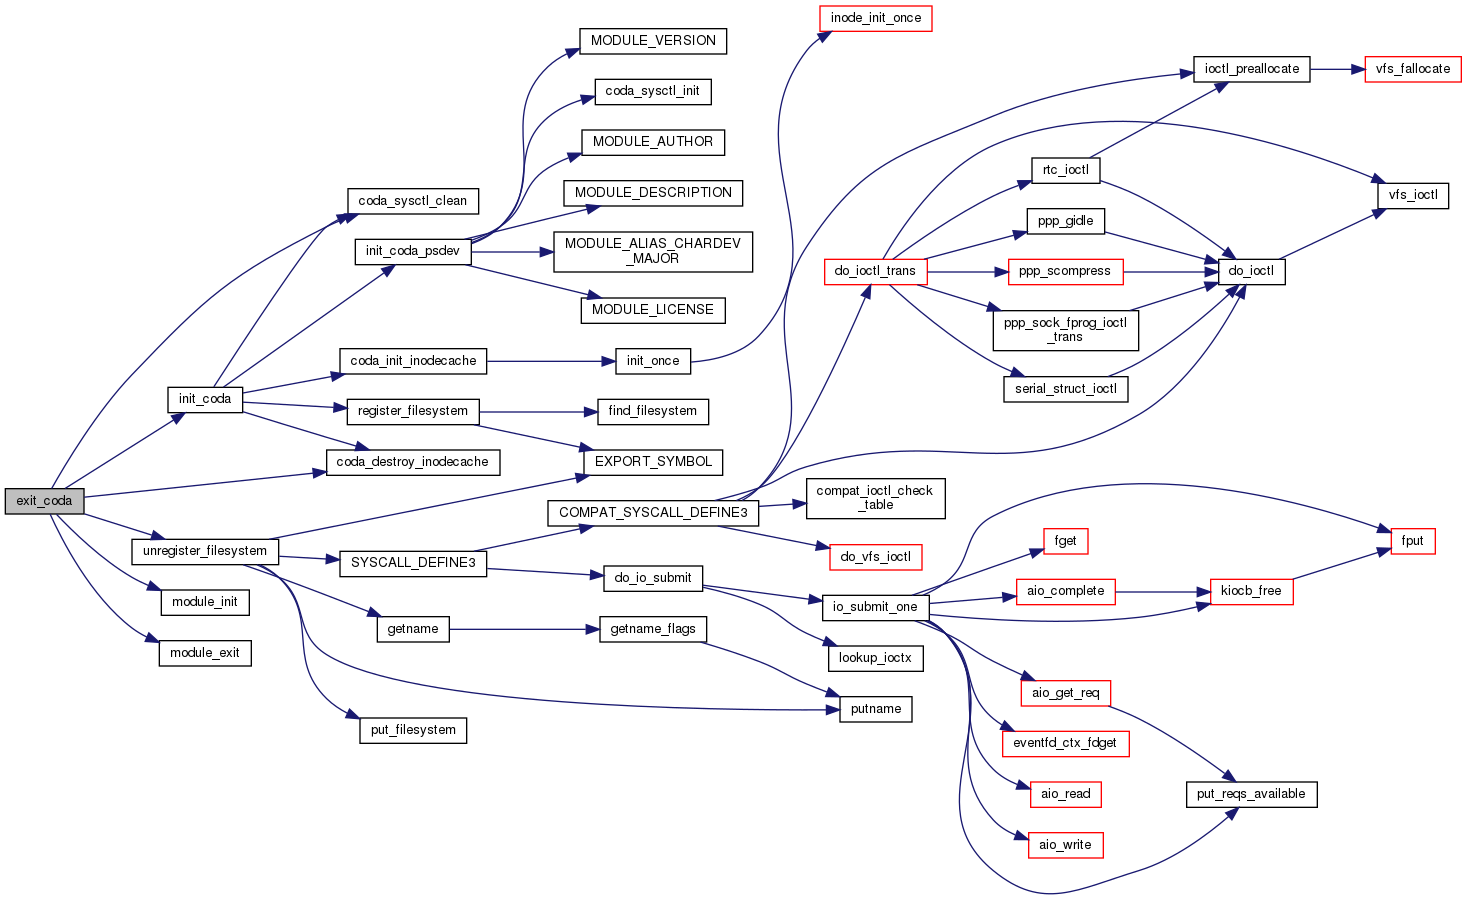 inode_init_once
MODULE_VERSION
ioctl_preallocate
vfs_fallocate
coda_sysctl_init
MODULE_AUTHOR
rtc_ioctl
MODULE_DESCRIPTION
vfs_ioctl
coda_sysctl_clean
ppp_gidle
init_coda_psdev
MODULE_ALIAS_CHARDEV
_MAJOR
do_ioctl_trans
ppp_scompress
do_ioctl
MODULE_LICENSE
ppp_sock_fprog_ioctl
_trans
coda_init_inodecache
init_once
serial_struct_ioctl
init_coda
register_filesystem
find_filesystem
coda_destroy_inodecache
EXPORT_SYMBOL
exit_coda
compat_ioctl_check
_table
COMPAT_SYSCALL_DEFINE3
unregister_filesystem
SYSCALL_DEFINE3
do_vfs_ioctl
fget
fput
do_io_submit
aio_complete
kiocb_free
module_init
io_submit_one
getname
getname_flags
module_exit
lookup_ioctx
aio_get_req
putname
put_filesystem
eventfd_ctx_fdget
aio_read
put_reqs_available
aio_write